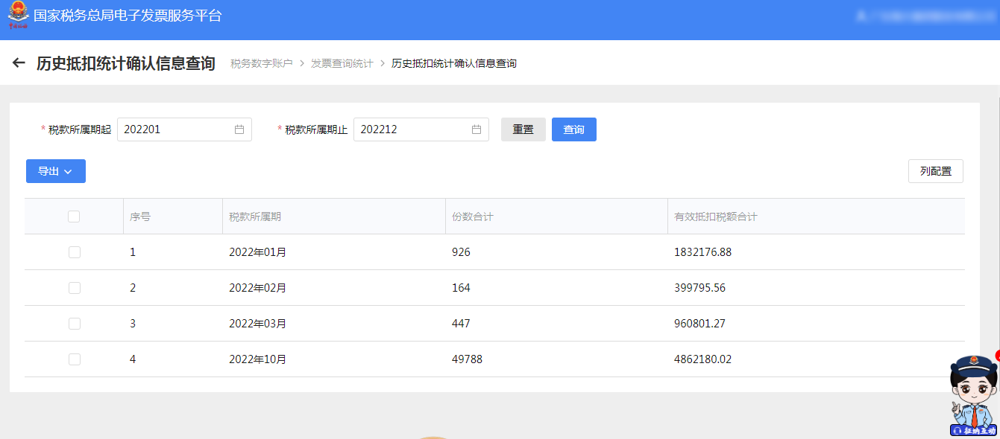 国家税务总局电子发票服务平台
历史抵扣统计确认信息查询 税务数字账户 > 发票查询统计 > 历史抵扣统计确认信息查询
* 税款所属期起 202201 * 税款所属期止 202212 重置 查询
导出 列配置
序号 税款所属期 份数合计 有效抵扣税额合计
1 2022年01月 926 1832176.88
2 2022年02月 164 399795.56
3 2022年03月 447 960801.27
4 2022年10月 49788 4862180.02
征纳互动